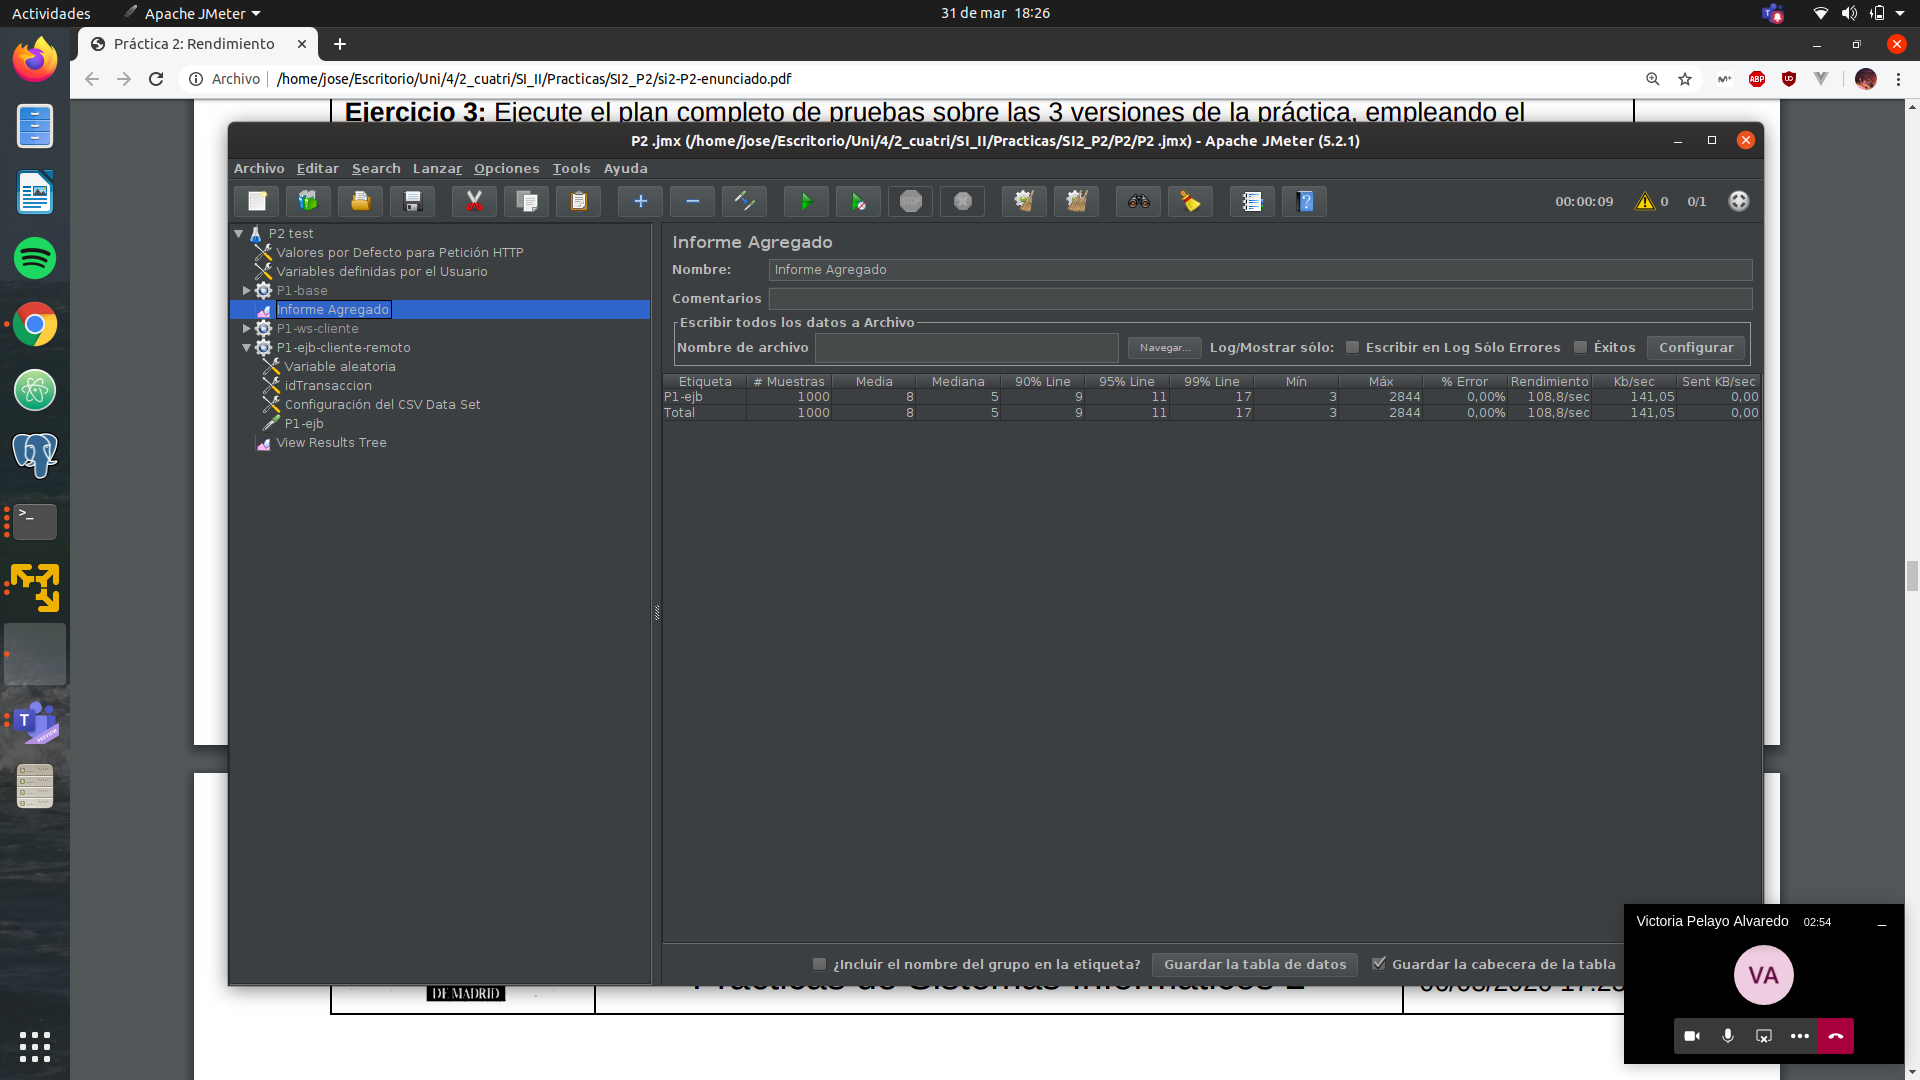 Actividades
Apache JMeter
31 de mar 18:26
Práctica 2: Rendimiento
Archivo
/home/jose/Escritorio/Uni/4/2_cuatri/SI_II/Practicas/SI2_P2/si2-P2-enunciado.pdf
ABP
Ejercicio 3: Ejecute el plan completo de pruebas sobre las 3 versiones de la práctica, empleando el
P2 .jmx (/home/jose/Escritorio/Uni/4/2_cuatri/SI_II/Practicas/SI2_P2/P2/P2 .jmx) - Apache JMeter (5.2.1)
Archivo Editar Search Lanzar Opciones Tools Ayuda
STOP
00:00:09 0 0/1
P2 test
Valores por Defecto para Petición HTTP
Variables definidas por el Usuario
P1-base
Informe Agregado
P1-ws-cliente
P1-ejb-cliente-remoto
Variable aleatoria
idTransaccion
Configuración del CSV Data Set
P1-ejb
View Results Tree
Informe Agregado
Nombre: Informe Agregado
Comentarios
Escribir todos los datos a Archivo
Nombre de archivo Navegar... Log/Mostrar sólo: Escribir en Log Sólo Errores Éxitos Configurar
Etiqueta # Muestras Media Mediana 90% Line 95% Line 99% Line Mín Máx % Error Rendimiento Kb/sec Sent KB/sec
P1-ejb 1000 8 5 9 11 17 3 2844 0,00% 108,8/sec 141,05 0,00
Total 1000 8 5 9 11 17 3 2844 0,00% 108,8/sec 141,05 0,00
¿Incluir el nombre del grupo en la etiqueta? Guardar la tabla de datos Guardar la cabecera de la tabla
DE MADRID
Prácticas de Sistemas Informáticos 2
Victoria Pelayo Alvaredo 02:54
VA